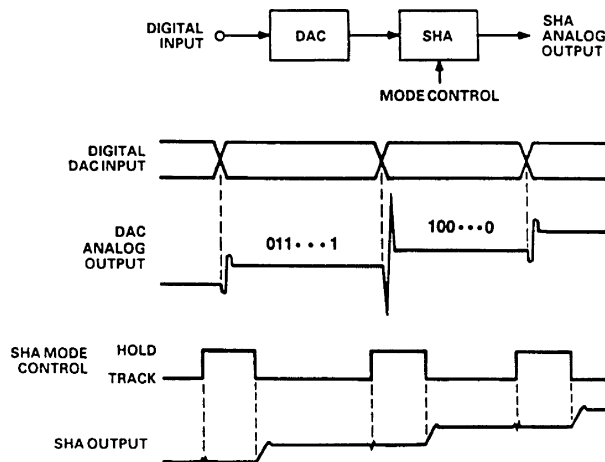 DIGITAL
INPUT
DAC
SHA
SHA
ANALOG
OUTPUT
MODE CONTROL
DIGITAL
DAC INPUT
DAC
ANALOG
OUTPUT
011•••1
100•••0
SHA MODE
CONTROL
HOLD
TRACK
SHA OUTPUT